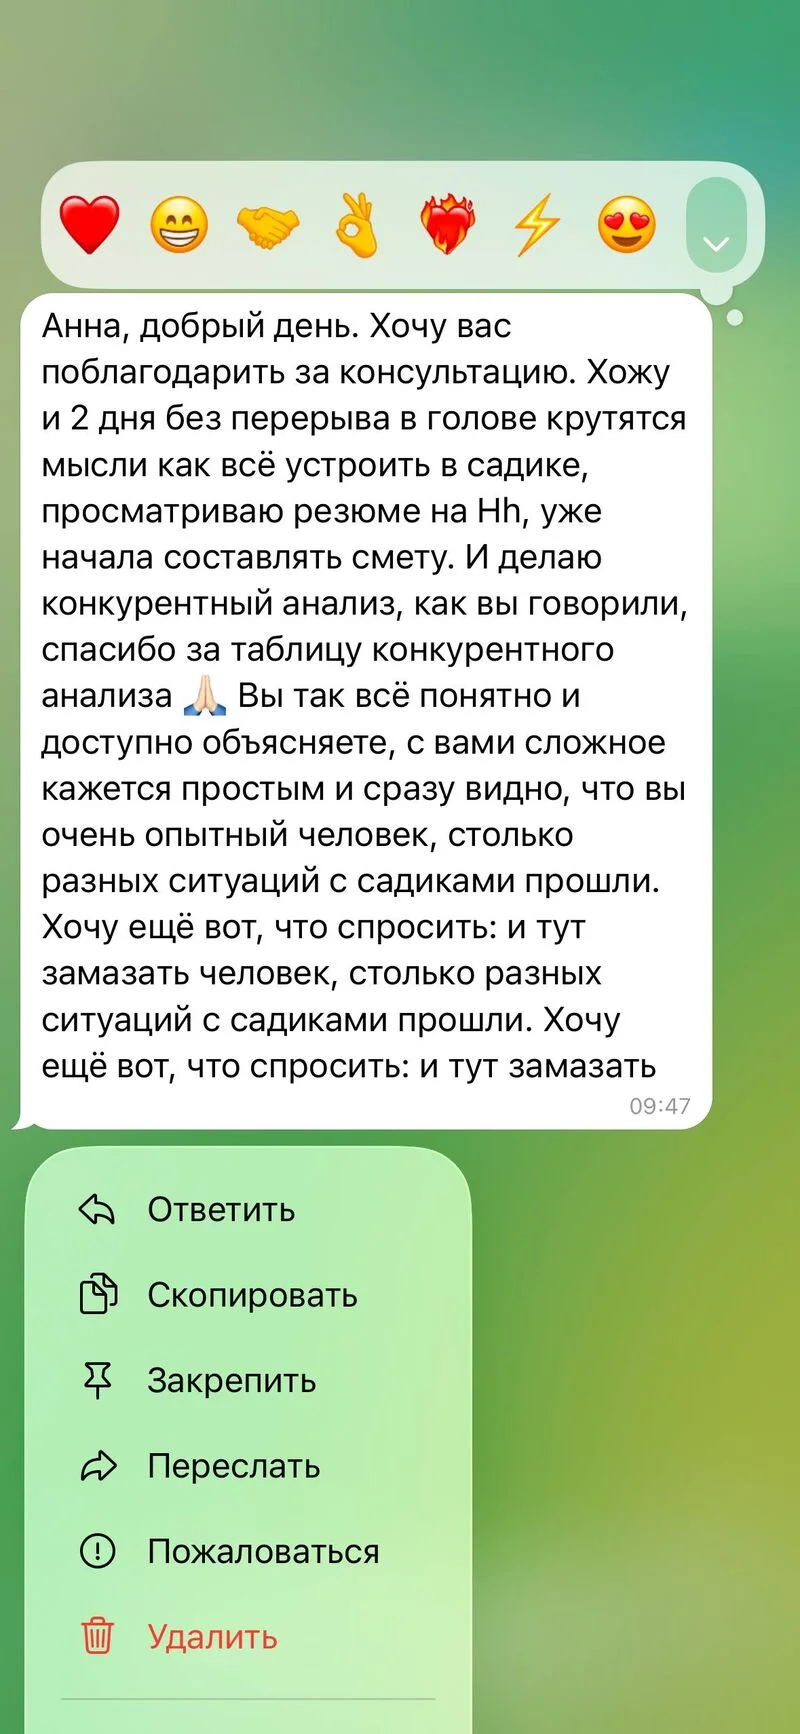 Анна, добрый день. Хочу вас
поблагодарить за консультацию. Хожу
и 2 дня без перерыва в голове крутятся
мысли как всё устроить в садике,
просматриваю резюме на Hh, уже
начала составлять смету. И делаю
конкурентный анализ, как вы говорили,
спасибо за таблицу конкурентного
анализа 🙏🏻 Вы так всё понятно и
доступно объясняете, с вами сложное
кажется простым и сразу видно, что вы
очень опытный человек, столько
разных ситуаций с садиками прошли.
Хочу ещё вот, что спросить: и тут
замазать человек, столько разных
ситуаций с садиками прошли. Хочу
ещё вот, что спросить: и тут замазать
09:47
Ответить
Скопировать
Закрепить
Переслать
Пожаловаться
Удалить